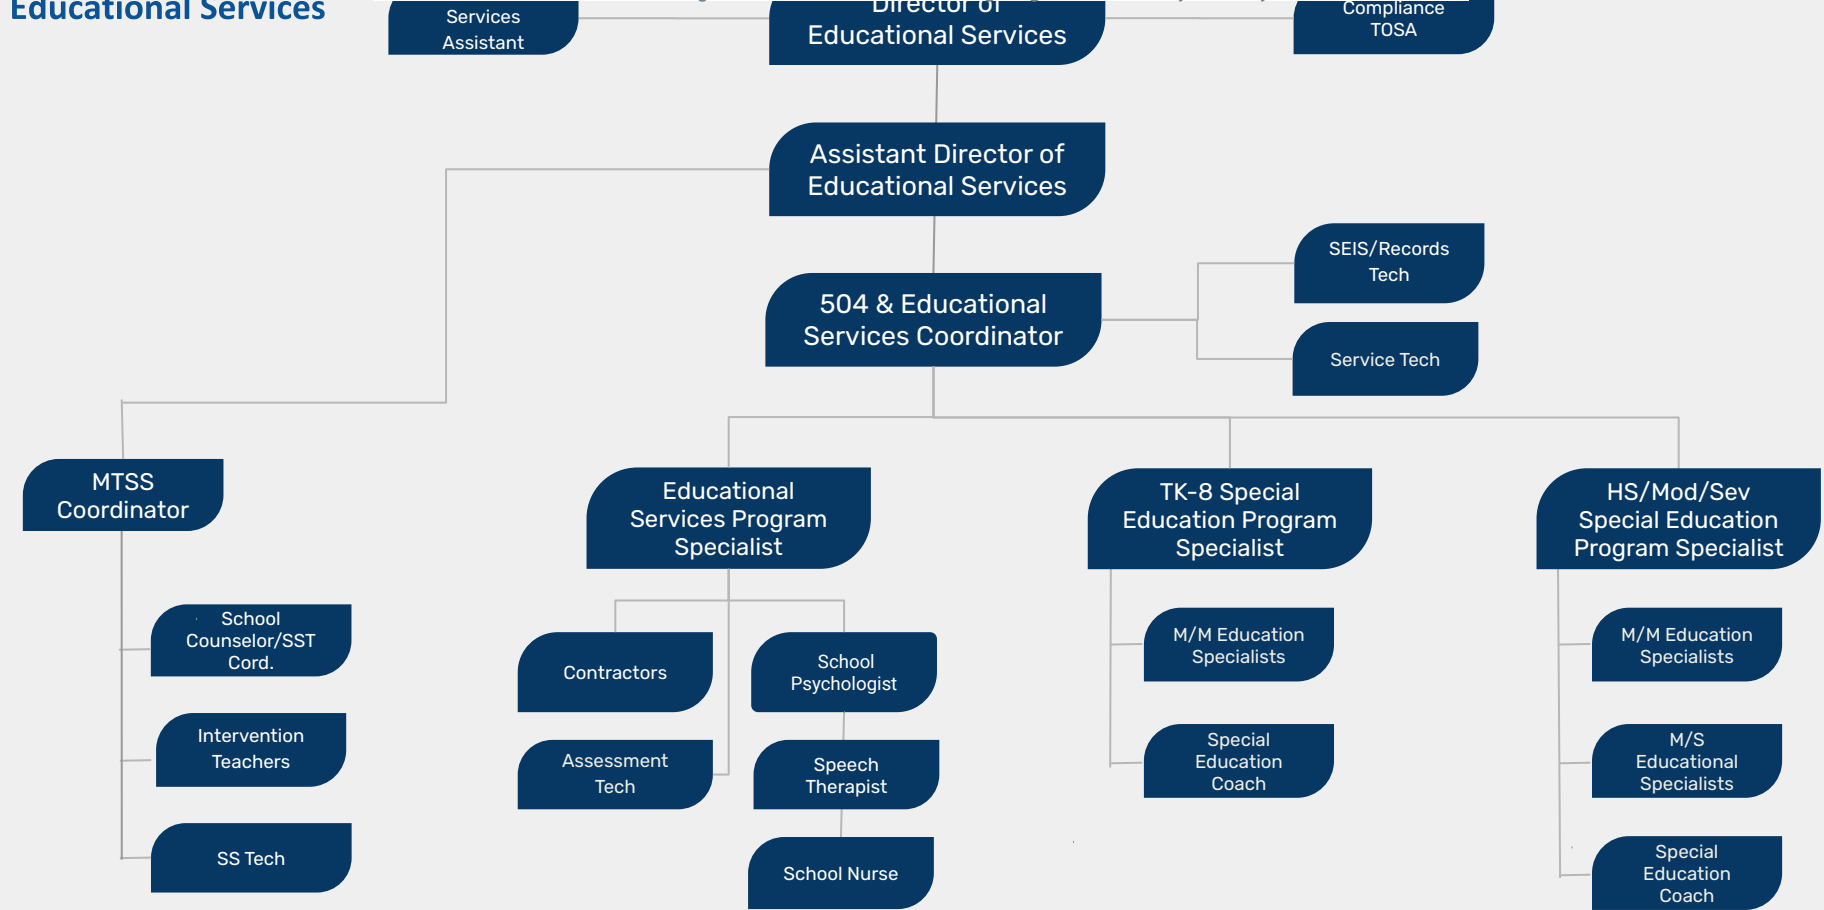 Educational Services
Services
Assistant
Director of
Educational Services
Compliance
TOSA
Assistant Director of
Educational Services
504 & Educational
Services Coordinator
SEIS/Records
Tech
Service Tech
MTSS
Coordinator
Educational
Services Program
Specialist
TK-8 Special
Education Program
Specialist
HS/Mod/Sev
Special Education
Program Specialist
School
Counselor/SST
Cord.
Intervention
Teachers
SS Tech
Contractors
School
Psychologist
Assessment
Tech
Speech
Therapist
School Nurse
M/M Education
Specialists
Special
Education
Coach
M/M Education
Specialists
M/S
Educational
Specialists
Special
Education
Coach